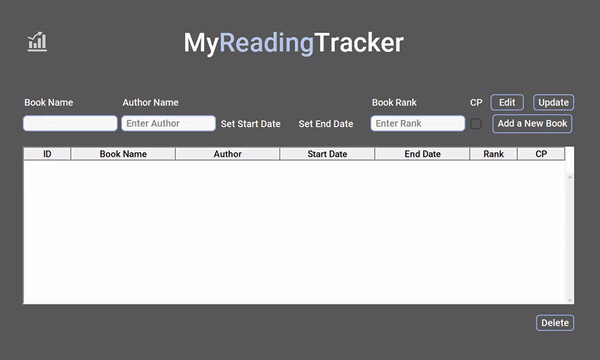 MyReadingTracker
Book Name Author Name Book Rank CP Edit Update
Enter Author Set Start Date Set End Date Enter Rank Add a New Book
ID Book Name Author Start Date End Date Rank CP
Delete